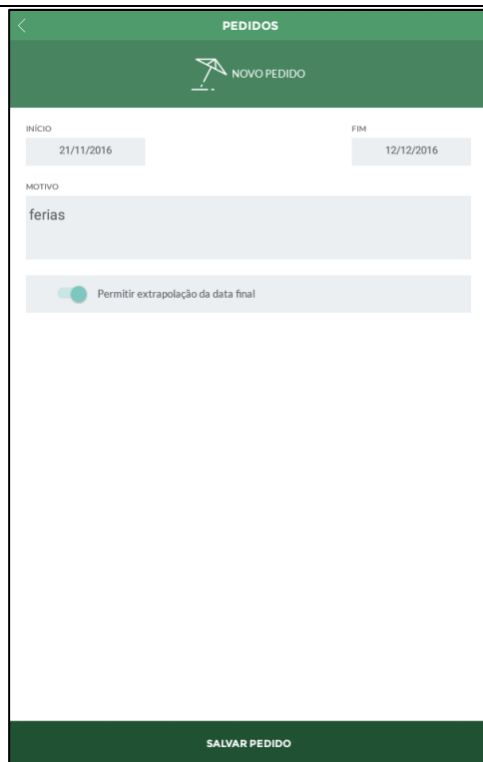 PEDIDOS
NOVO PEDIDO
INÍCIO FIM
21/11/2016 12/12/2016
MOTIVO
ferias
Permitir extrapolação da data final
SALVAR PEDIDO